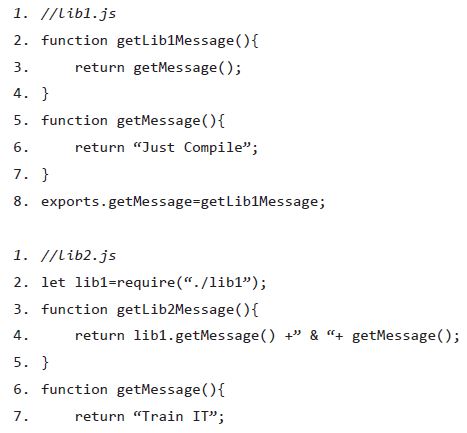 1. //lib1.js
2. function getLib1Message(){
3. return getMessage();
4. }
5. function getMessage(){
6. return “Just Compile”;
7. }
8. exports.getMessage=getLib1Message;
1. //lib2.js
2. let lib1=require(“./lib1”);
3. function getLib2Message(){
4. return lib1.getMessage() +” & “+ getMessage();
5. }
6. function getMessage(){
7. return “Train IT”;